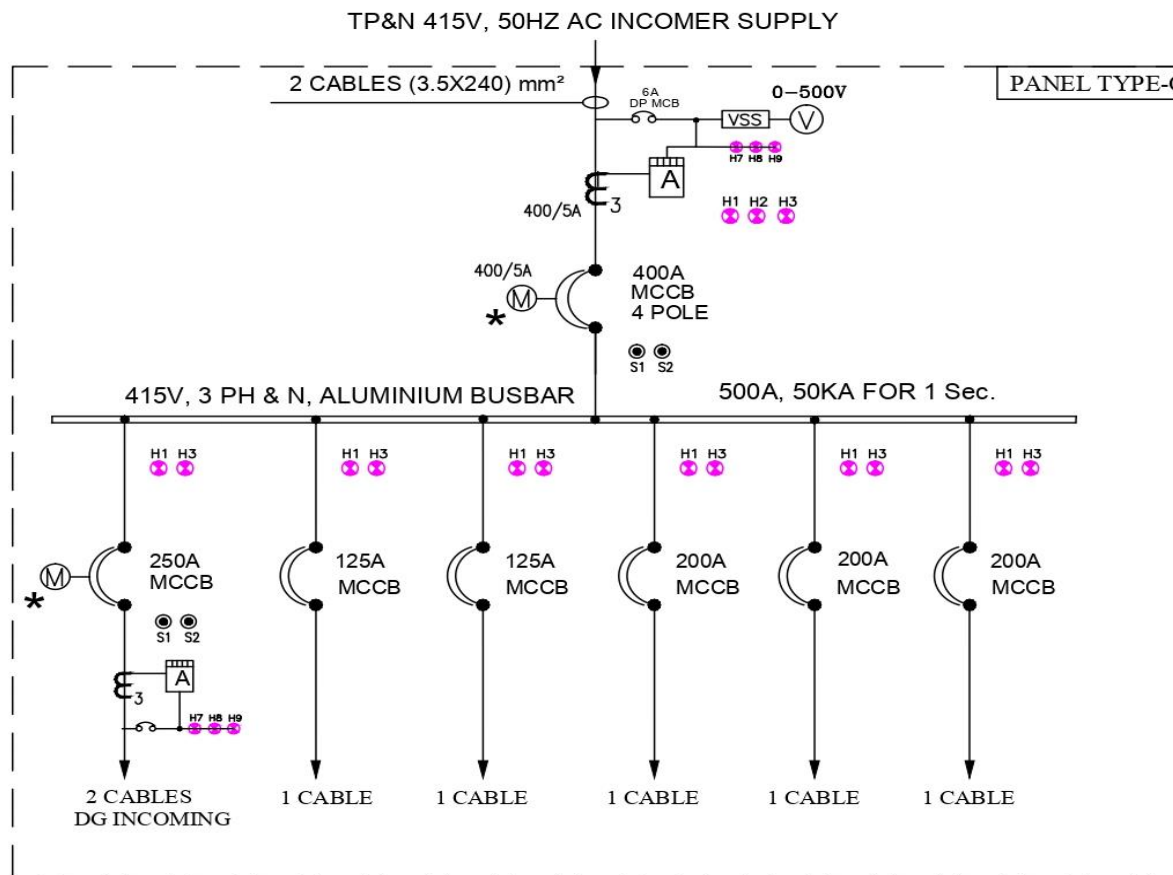 TP&N 415V, 50HZ AC INCOMER SUPPLY
2 CABLES (3.5X240) mm²
PANEL TYPE-
6A
DP MCB
0-500V
VSS
V
H7 H8 H9
A
400/5A
3
H1 H2 H3
400/5A
M
*
400A
MCCB
4 POLE
S1 S2
415V, 3 PH & N, ALUMINIUM BUSBAR
500A, 50KA FOR 1 Sec.
H1 H3
H1 H3
H1 H3
H1 H3
H1 H3
H1 H3
M
*
250A
MCCB
125A
MCCB
125A
MCCB
200A
MCCB
200A
MCCB
200A
MCCB
S1 S2
A
3
H7 H8 H9
2 CABLES
DG INCOMING
1 CABLE
1 CABLE
1 CABLE
1 CABLE
1 CABLE